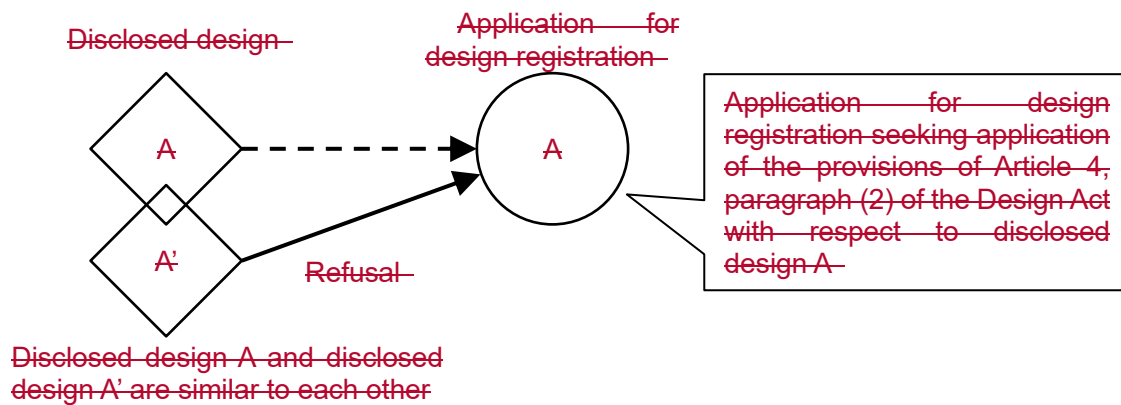 Disclosed design
Application for
design registration
A
A
Application for design
registration seeking application
of the provisions of Article 4,
paragraph (2) of the Design Act
with respect to disclosed
design A
A’
Refusal
Disclosed design A and disclosed
design A’ are similar to each other